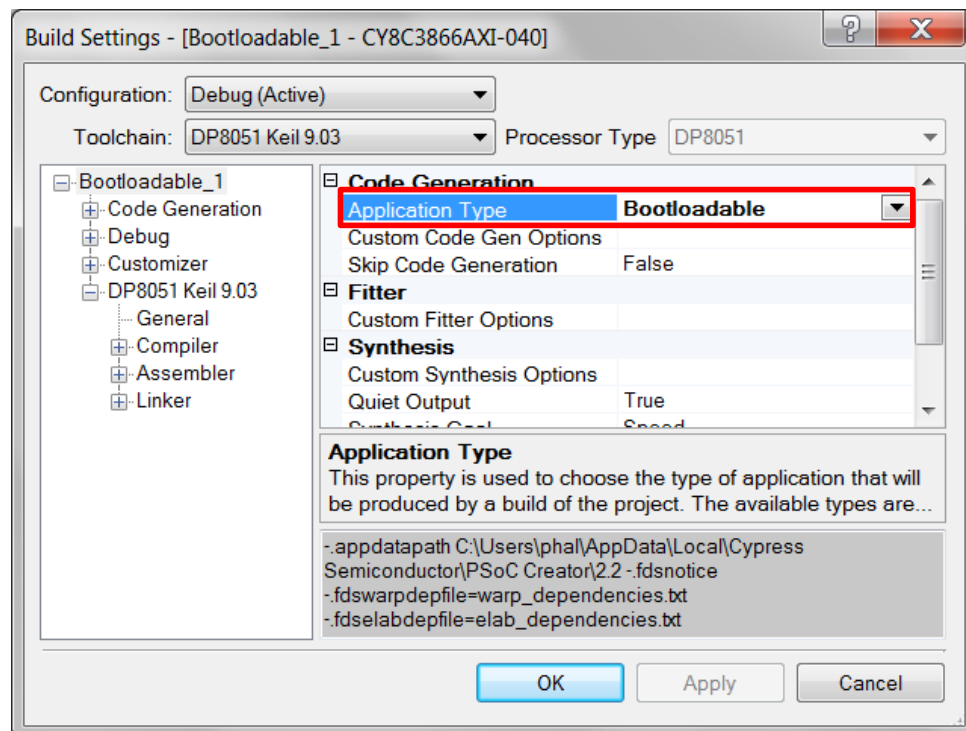 Build Settings - [Bootloadable_1 - CY8C3866AXI-040]
Configuration: Debug (Active)
Toolchain: DP8051 Keil 9.03 Processor Type DP8051
Bootloadable_1
Code Generation
Debug
Customizer
DP8051 Keil 9.03
General
Compiler
Assembler
Linker
Code Generation
Application Type Bootloadable
Custom Code Gen Options
Skip Code Generation False
Fitter
Custom Fitter Options
Synthesis
Custom Synthesis Options
Quiet Output True
Synthesis Goal Speed
Application Type
This property is used to choose the type of application that will
be produced by a build of the project. The available types are...
-.appdatapath C:\Users\phal\AppData\Local\Cypress
Semiconductor\PSoC Creator\2.2 -.fdsnotice
-.fdswarpdepfile=warp_dependencies.txt
-.fdselabdepfile=elab_dependencies.txt
OK Apply Cancel